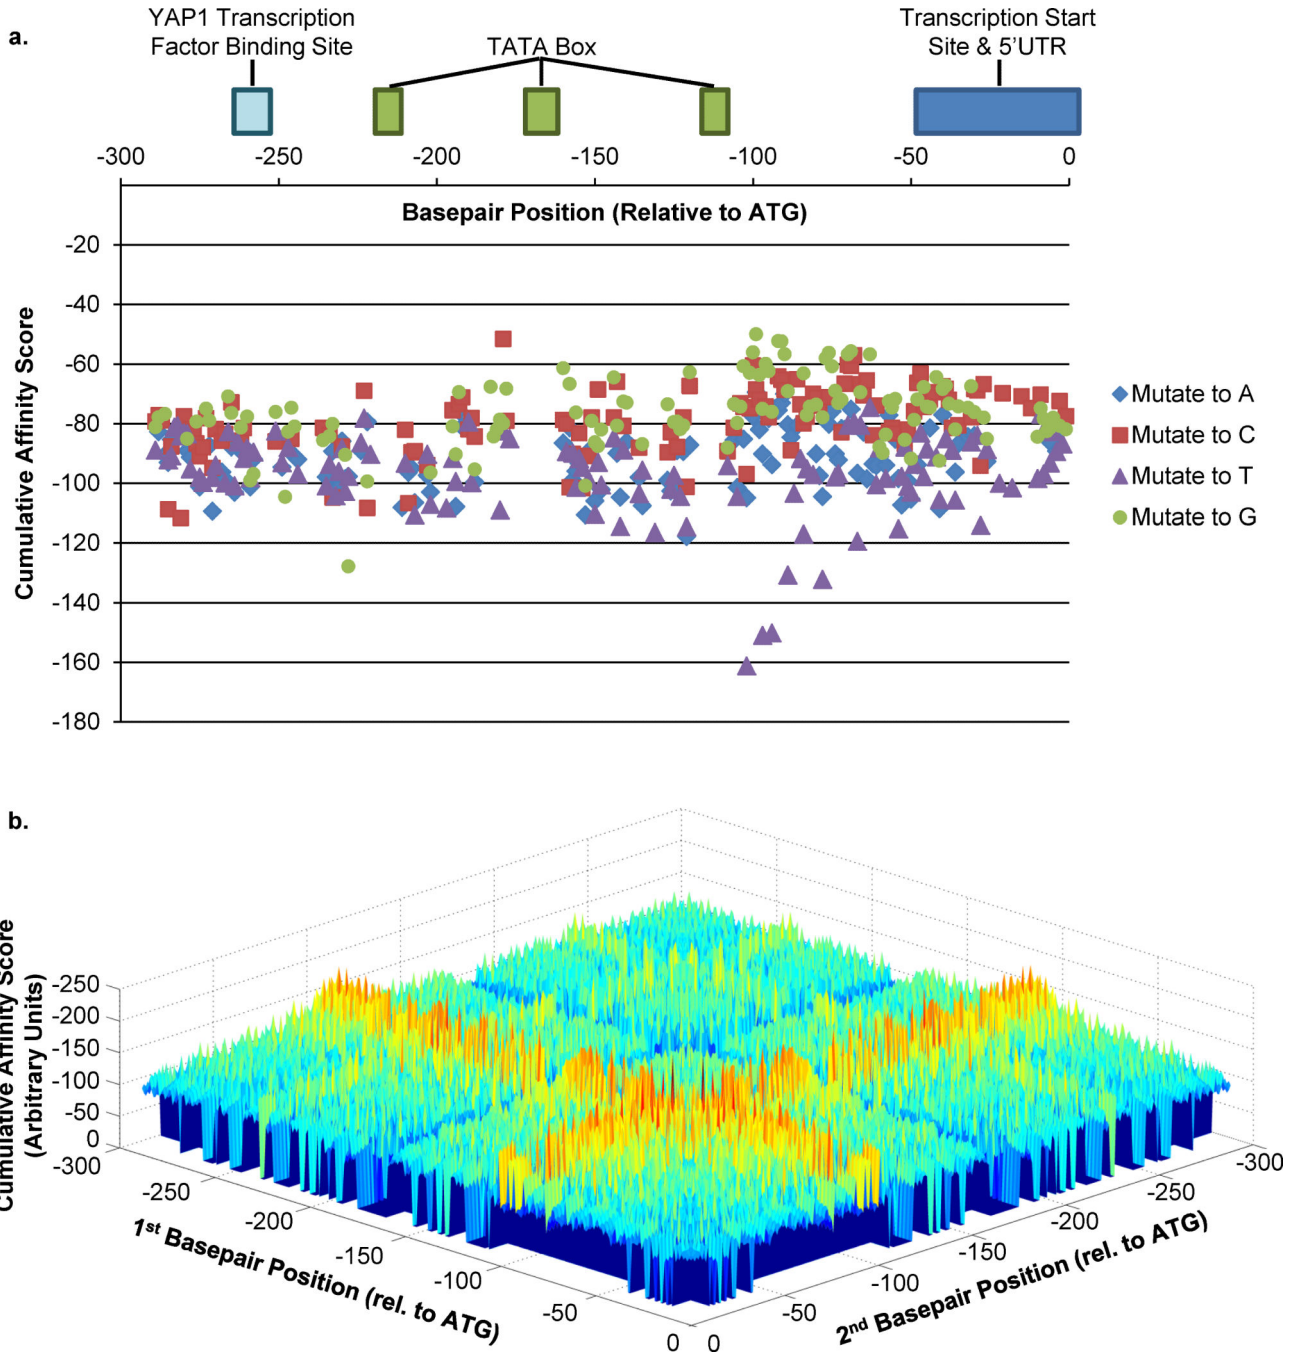 a.
YAP1 Transcription
Factor Binding Site
TATA Box
Transcription Start
Site & 5’UTR
-300 -250 -200 -150 -100 -50 0
Basepair Position (Relative to ATG)
-20
-40
-60
-80
-100
-120
-140
-160
-180
Cumulative Affinity Score
Mutate to A
Mutate to C
Mutate to T
Mutate to G
b.
Cumulative Affinity Score
(Arbitrary Units)
-250
-200
-150
-100
-50
0
-300
-250
-200
-150
-100
-50
0
1st Basepair Position (rel. to ATG)
0
-50
-100
-150
-200
-250
-300
2nd Basepair Position (rel. to ATG)